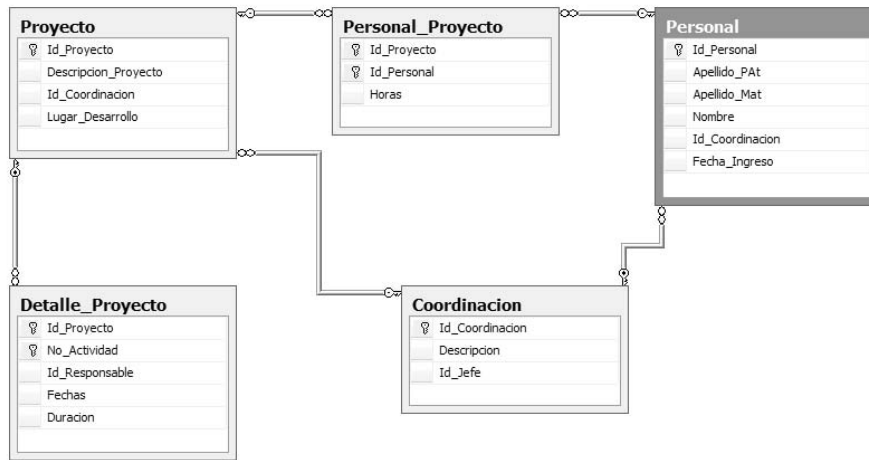 Proyecto
Id_Proyecto
Descripcion_Proyecto
Id_Coordinacion
Lugar_Desarrollo
Personal_Proyecto
Id_Proyecto
Id_Personal
Horas
Personal
Id_Personal
Apellido_PAt
Apellido_Mat
Nombre
Id_Coordinacion
Fecha_Ingreso
Detalle_Proyecto
Id_Proyecto
No_Actividad
Id_Responsable
Fechas
Duracion
Coordinacion
Id_Coordinacion
Descripcion
Id_Jefe